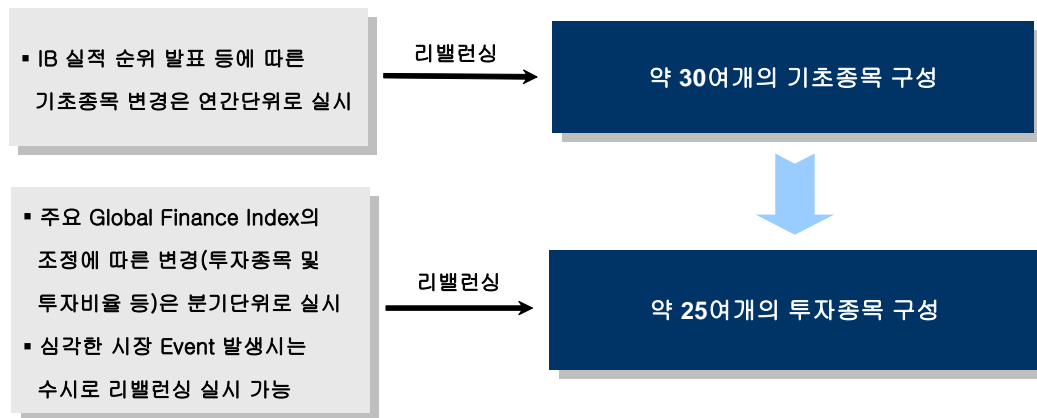 ▪ IB 실적 순위 발표 등에 따른
기초종목 변경은 연간단위로 실시
리밸런싱
약 30여개의 기초종목 구성
▪ 주요 Global Finance Index의
조정에 따른 변경(투자종목 및
투자비율 등)은 분기단위로 실시
▪ 심각한 시장 Event 발생시는
수시로 리밸런싱 실시 가능
리밸런싱
약 25여개의 투자종목 구성